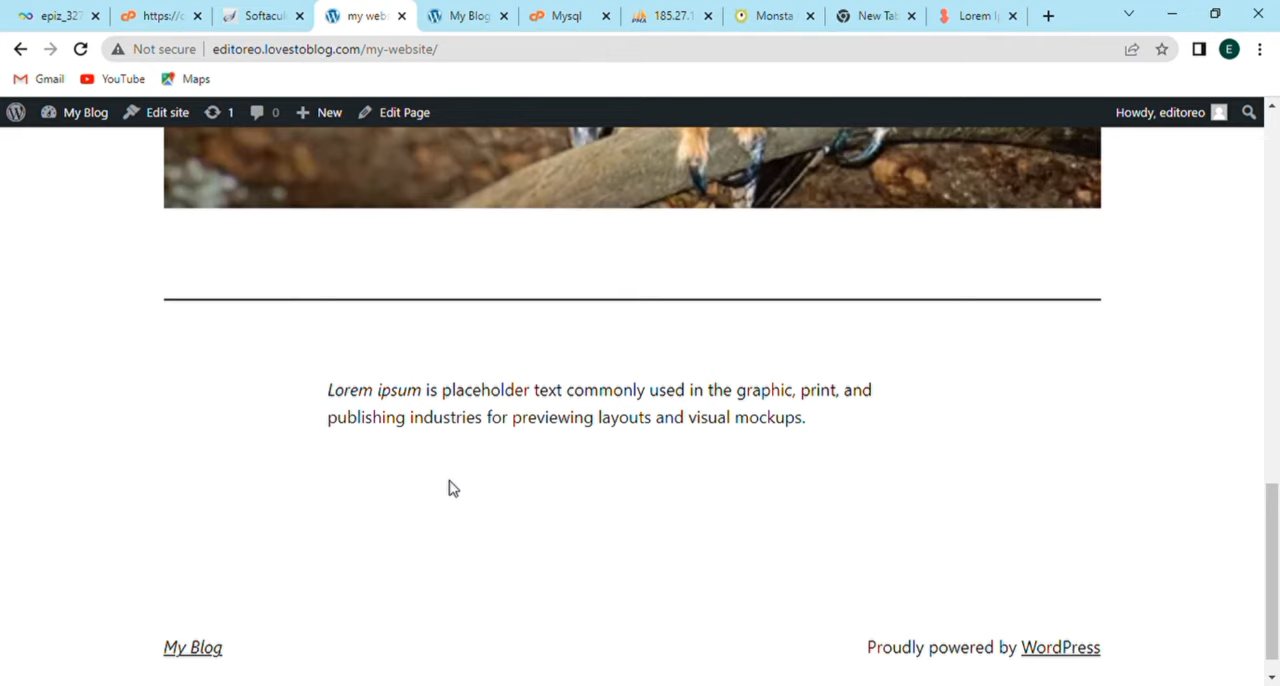 epiz_327
https://c
Softacul
my web
My Blog
Mysql
185.27.1
Monsta
New Tab
Lorem I
Not secure
editoreo.lovestoblog.com/my-website/
E
Gmail
YouTube
Maps
My Blog
Edit site
1
0
New
Edit Page
Howdy, editoreo
Lorem ipsum is placeholder text commonly used in the graphic, print, and
publishing industries for previewing layouts and visual mockups.
My Blog
Proudly powered by WordPress